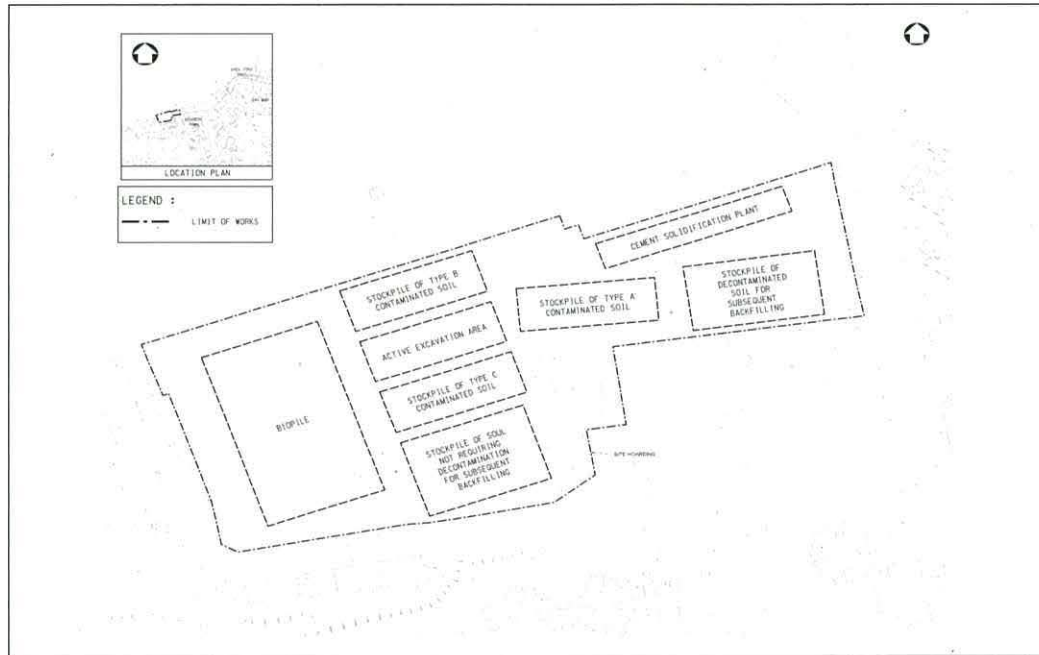 LOCATION PLAN
LEGEND :
LIMIT OF WORKS
CEMENT SOLIDIFICATION PLANT
STOCKPILE OF TYPE B
CONTAMINATED SOIL
STOCKPILE OF TYPE A
CONTAMINATED SOIL
STOCKPILE OF
DECONTAMINATED
SOIL FOR
SUBSEQUENT
BACKFILLING
ACTIVE EXCAVATION AREA
STOCKPILE OF TYPE C
CONTAMINATED SOIL
BIOPILE
STOCKPILE OF SOUL
NOT REQUIRING
DECONTAMINATION
FOR SUBSEQUENT
BACKFILLING
SITE HOARDING